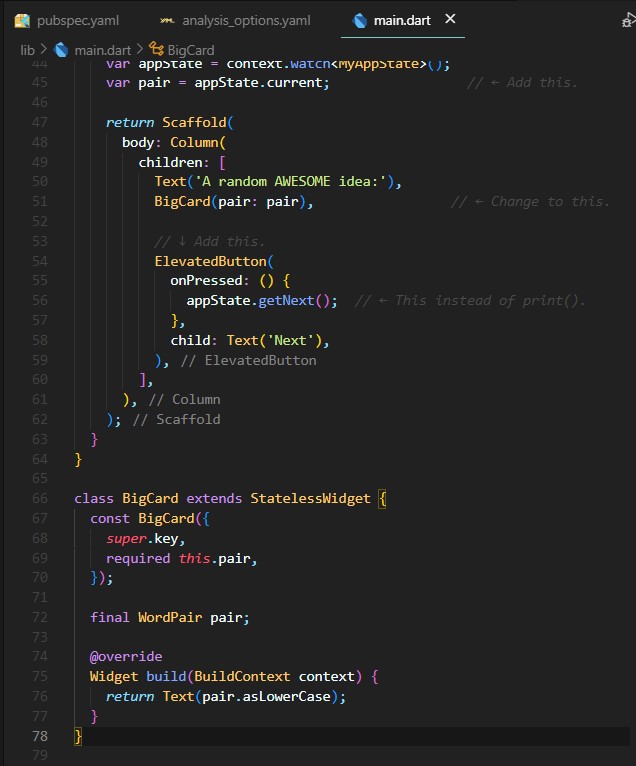 pubspec.yaml analysis_options.yaml main.dart
lib > main.dart > BigCard
44 var appState = context.watch<MyAppState>();
45 var pair = appState.current; // ← Add this.
46
47 return Scaffold(
48 body: Column(
49 children: [
50 Text('A random AWESOME idea:'),
51 BigCard(pair: pair), // ← Change to this.
52
53 // ↓ Add this.
54 ElevatedButton(
55 onPressed: () {
56 appState.getNext(); // ← This instead of print().
57 },
58 child: Text('Next'),
59 ), // ElevatedButton
60 ],
61 ), // Column
62 ); // Scaffold
63 }
64 }
65
66 class BigCard extends StatelessWidget {
67 const BigCard({
68 super.key,
69 required this.pair,
70 });
71
72 final WordPair pair;
73
74 @override
75 Widget build(BuildContext context) {
76 return Text(pair.asLowerCase);
77 }
78 }
79